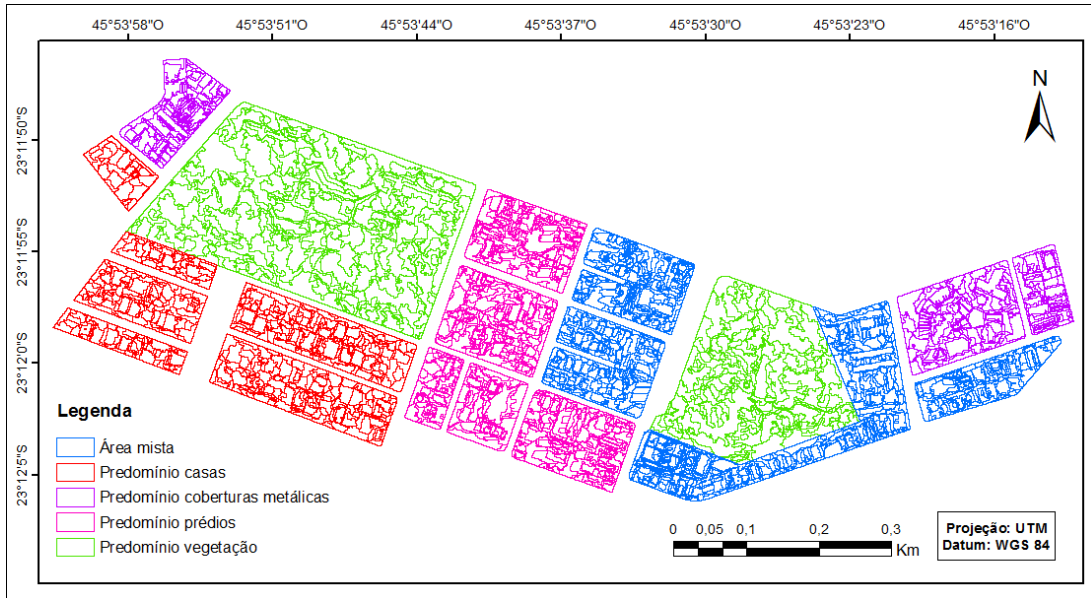 45°53'58"O 45°53'51"O 45°53'44"O 45°53'37"O 45°53'30"O 45°53'23"O 45°53'16"O
N
23°11'50"S
23°11'55"S
23°12'0"S
23°12'5"S
Legenda
Área mista
Predomínio casas
Predomínio coberturas metálicas
Predomínio prédios
Predomínio vegetação
0 0,05 0,1 0,2 0,3
Km
Projeção: UTM
Datum: WGS 84